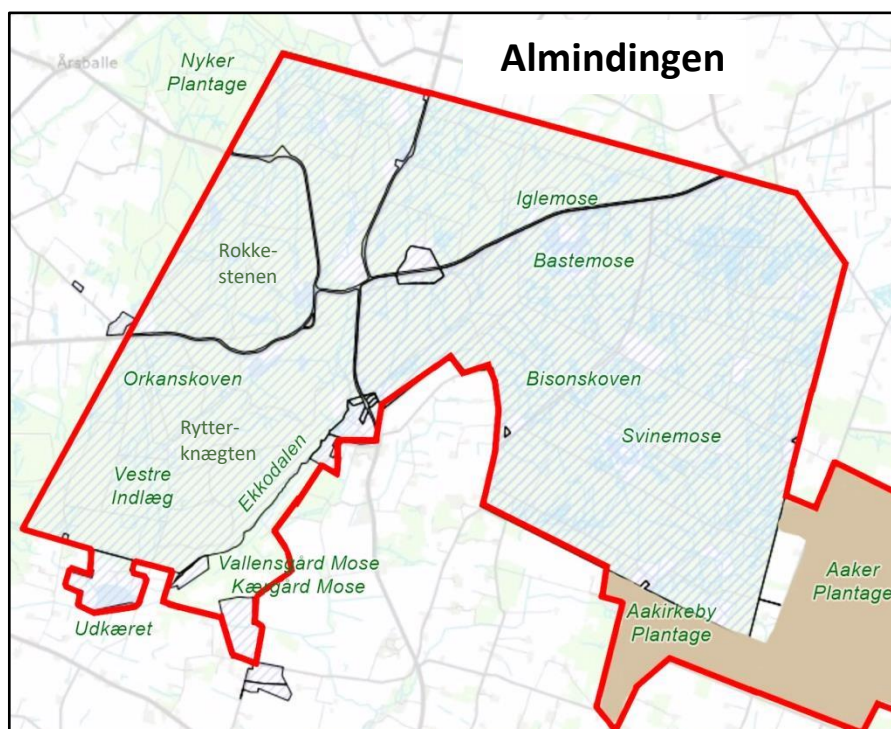 Almindingen
Nyker
Plantage
Årsballe
Iglemose
Rokke-
stenen
Bastemose
Orkanskoven
Bisonskoven
Rytter-
knægten
Svinemose
Ekkodalen
Vestre
Indlæg
Vallensgård Mose
Kærgård Mose
Aaker
Plantage
Aakirkeby
Plantage
Udkæret